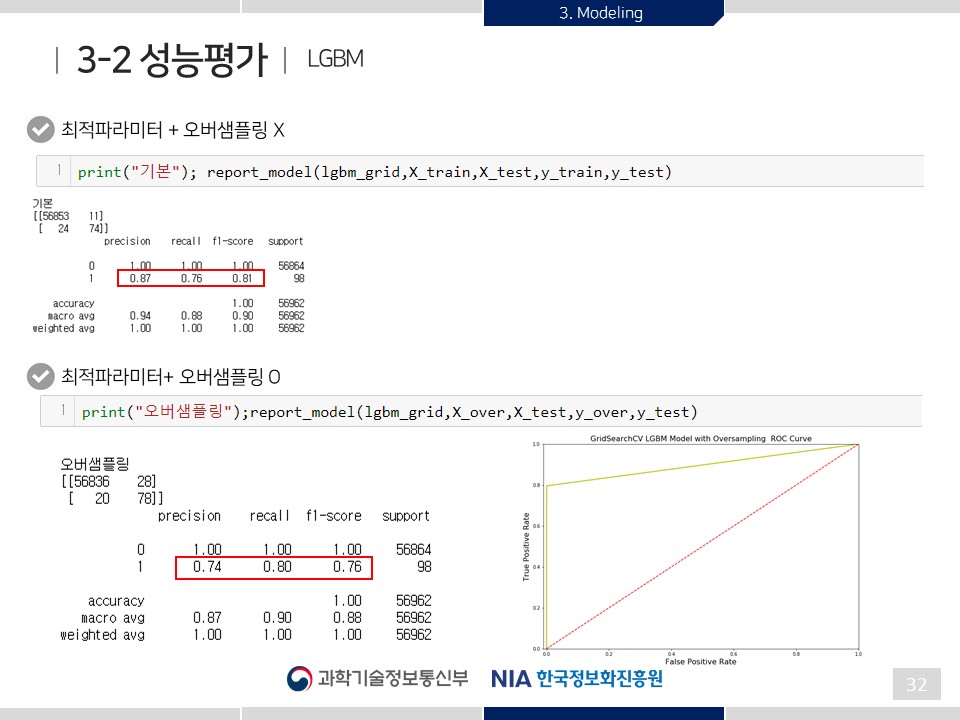 3. Modeling
3-2 성능평가
LGBM
최적파라미터 + 오버샘플링 X
1 print("기본"); report_model(lgbm_grid,X_train,X_test,y_train,y_test)
기본
[[56853 11]
[ 24 74]]
precision recall f1-score support
0 1.00 1.00 1.00 56864
1 0.87 0.76 0.81 98
accuracy 1.00 56962
macro avg 0.94 0.88 0.90 56962
weighted avg 1.00 1.00 1.00 56962
최적파라미터+ 오버샘플링 O
1 print("오버샘플링");report_model(lgbm_grid,X_over,X_test,y_over,y_test)
오버샘플링
[[56836 28]
[ 20 78]]
precision recall f1-score support
0 1.00 1.00 1.00 56864
1 0.74 0.80 0.76 98
accuracy 1.00 56962
macro avg 0.87 0.90 0.88 56962
weighted avg 1.00 1.00 1.00 56962
GridSearchCV LGBM Model with Oversampling ROC Curve
1.0
0.8
0.6
0.4
0.2
0.0
True Positive Rate
0.0 0.2 0.4 0.6 0.8 1.0
False Positive Rate
과학기술정보통신부
NIA 한국정보화진흥원
32